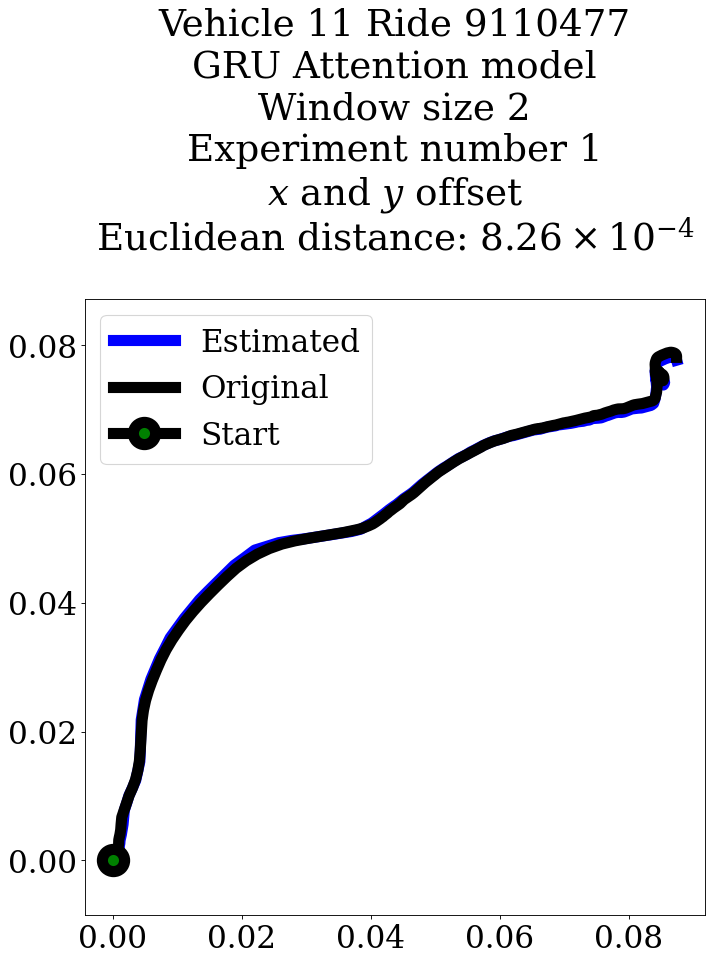 Vehicle 11 Ride 9110477
GRU Attention model
Window size 2
Experiment number 1
x and y offset
Euclidean distance: 8.26 × 10⁻⁴
Estimated
Original
Start
0.08
0.06
0.04
0.02
0.00
0.00 0.02 0.04 0.06 0.08